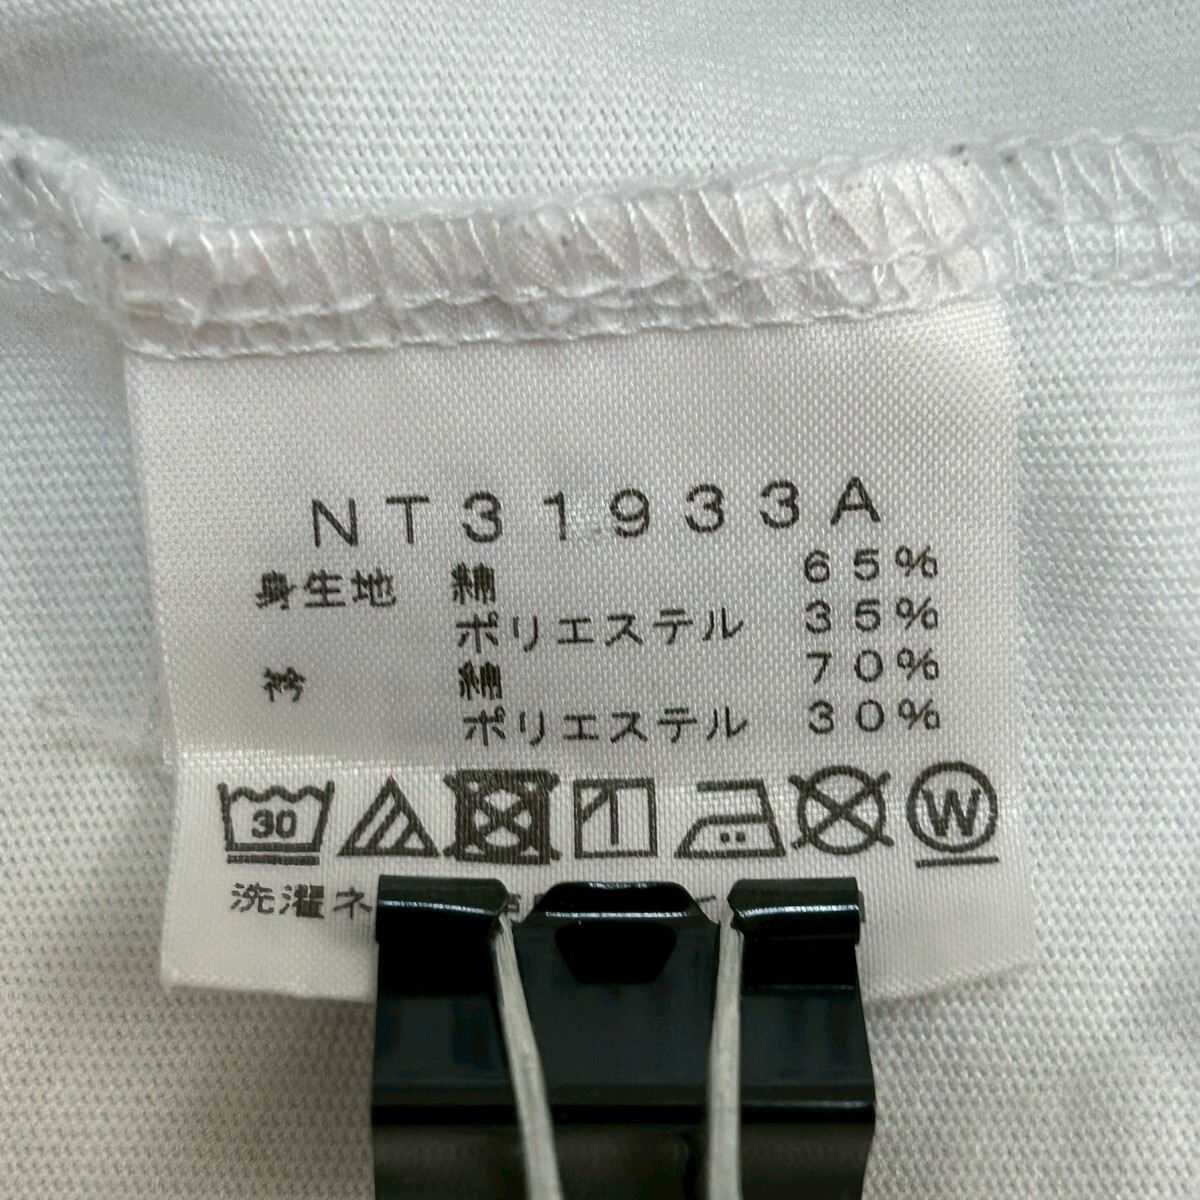 NT31933A
身生地 綿 65%
ポリエステル 35%
衿 綿 70%
ポリエステル 30%
30 W
洗濯ネ